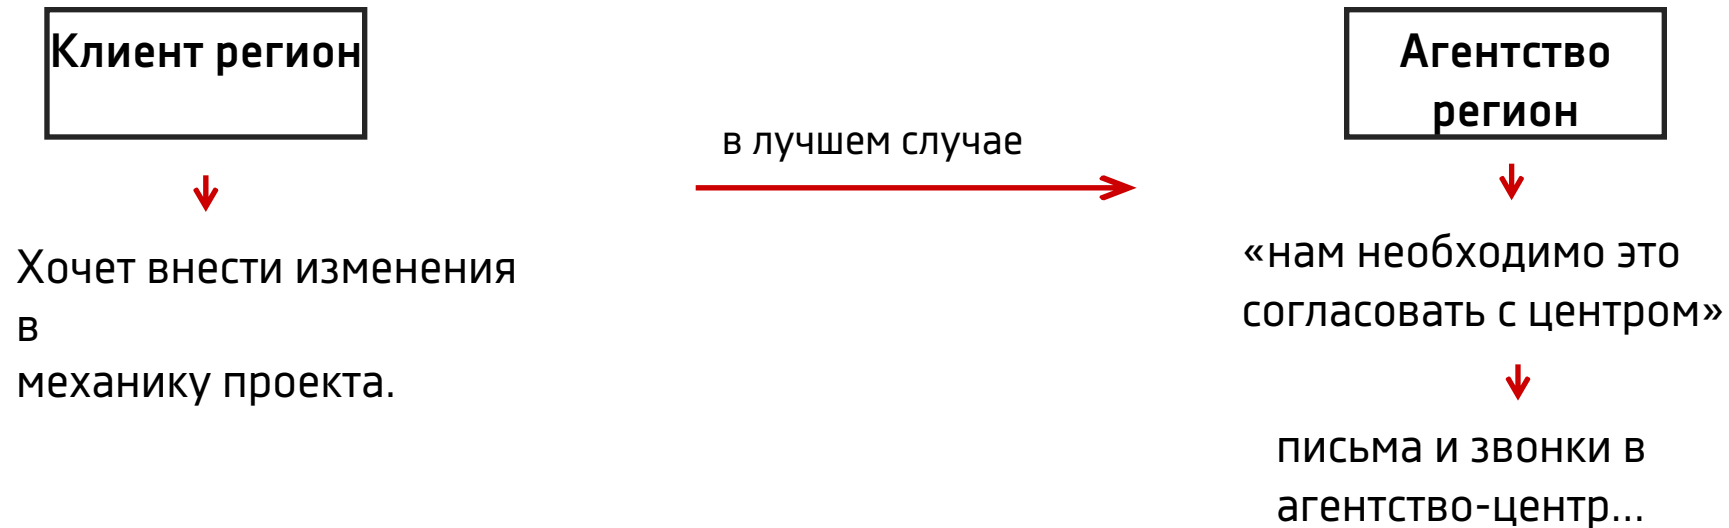 Клиент регион
Хочет внести изменения
в
механику проекта.
в лучшем случае
Агентство
регион
«нам необходимо это
согласовать с центром»
письма и звонки в
агентство-центр...